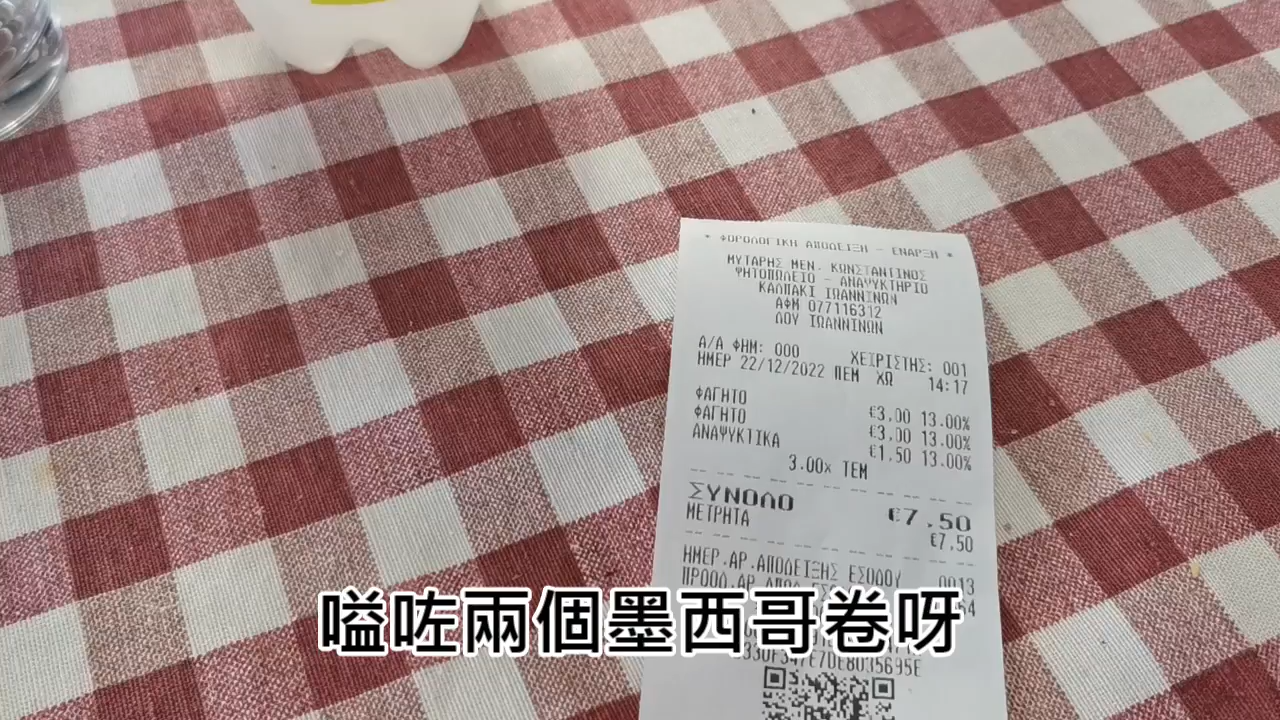 * ΦΟΡΟΛΟΓΙΚΗ ΑΠΟΔΕΙΞΗ - ΕΝΑΡΞΗ *
ΜΥΤΑΡΗΣ ΜΕΝ. ΚΩΝΣΤΑΝΤΙΝΟΣ
ΨΗΤΟΠΩΛΕΙΟ - ΑΝΑΨΥΚΤΗΡΙΟ
ΚΑΛΠΑΚΙ ΙΩΑΝΝΙΝΩΝ
ΑΦΜ 077116312
ΔΟΥ ΙΩΑΝΝΙΝΩΝ
Α/Α ΦΗΜ: 000 ΧΕΙΡΙΣΤΗΣ: 001
ΗΜΕΡ 22/12/2022 ΠΕΜ ΧΩ 14:17
ΦΑΓΗΤΟ €3,00 13.00%
ΦΑΓΗΤΟ €3,00 13.00%
ΑΝΑΨΥΚΤΙΚΑ €1,50 13.00%
3.00x ΤΕΜ
ΣΥΝΟΛΟ €7,50
ΜΕΤΡΗΤΑ €7,50
ΗΜΕΡ.ΑΡ.ΑΠΟΔΕΙΞΗΣ ΕΣΟΔΟΥ 0013
嗌咗兩個墨西哥卷呀